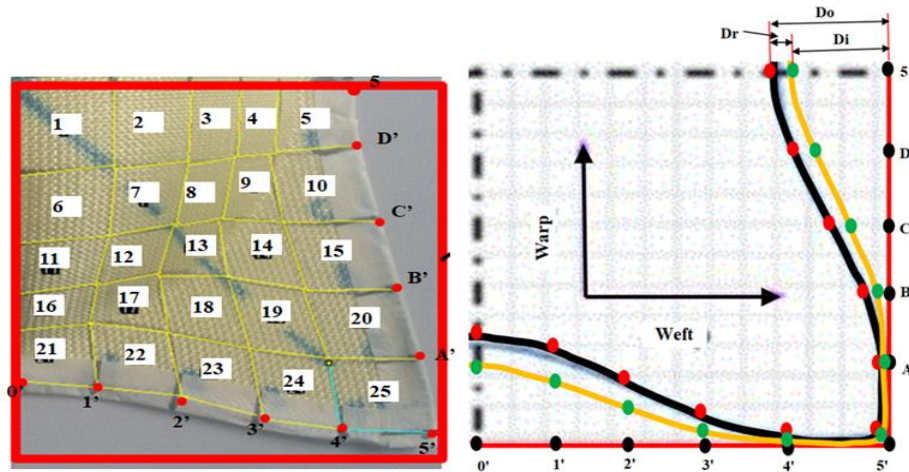 1 2 3 4 5 5
D'
6 7 8 9 10
C'
11 12 13 14 15
B'
16 17 18 19 20
A'
21 22 23 24 25
0' 1' 2' 3' 4' 5'
Do
Dr Di
5
D
C
B
A
Warp
Weft
0' 1' 2' 3' 4' 5'